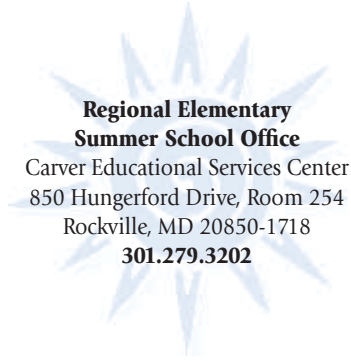 Regional Elementary
Summer School Office
Carver Educational Services Center
850 Hungerford Drive, Room 254
Rockville, MD 20850-1718
301.279.3202